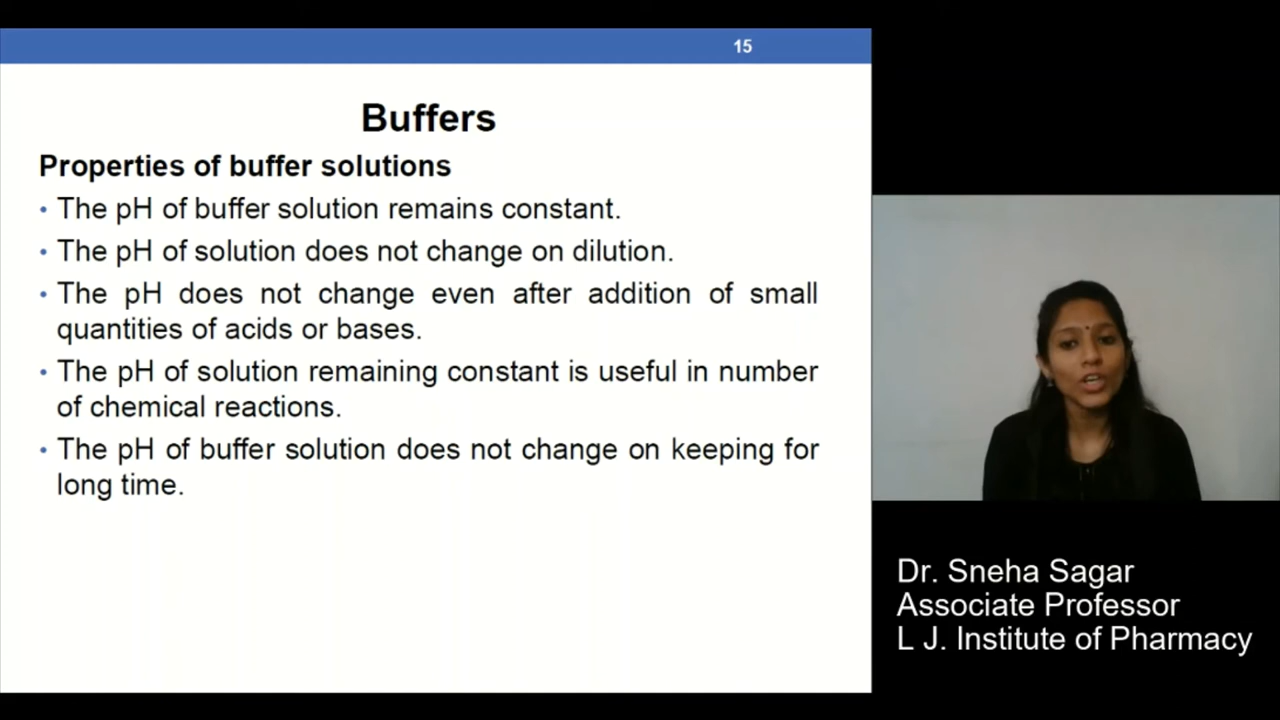 15
Buffers
Properties of buffer solutions
• The pH of buffer solution remains constant.
• The pH of solution does not change on dilution.
• The pH does not change even after addition of small
quantities of acids or bases.
• The pH of solution remaining constant is useful in number
of chemical reactions.
• The pH of buffer solution does not change on keeping for
long time.
Dr. Sneha Sagar
Associate Professor
L J. Institute of Pharmacy